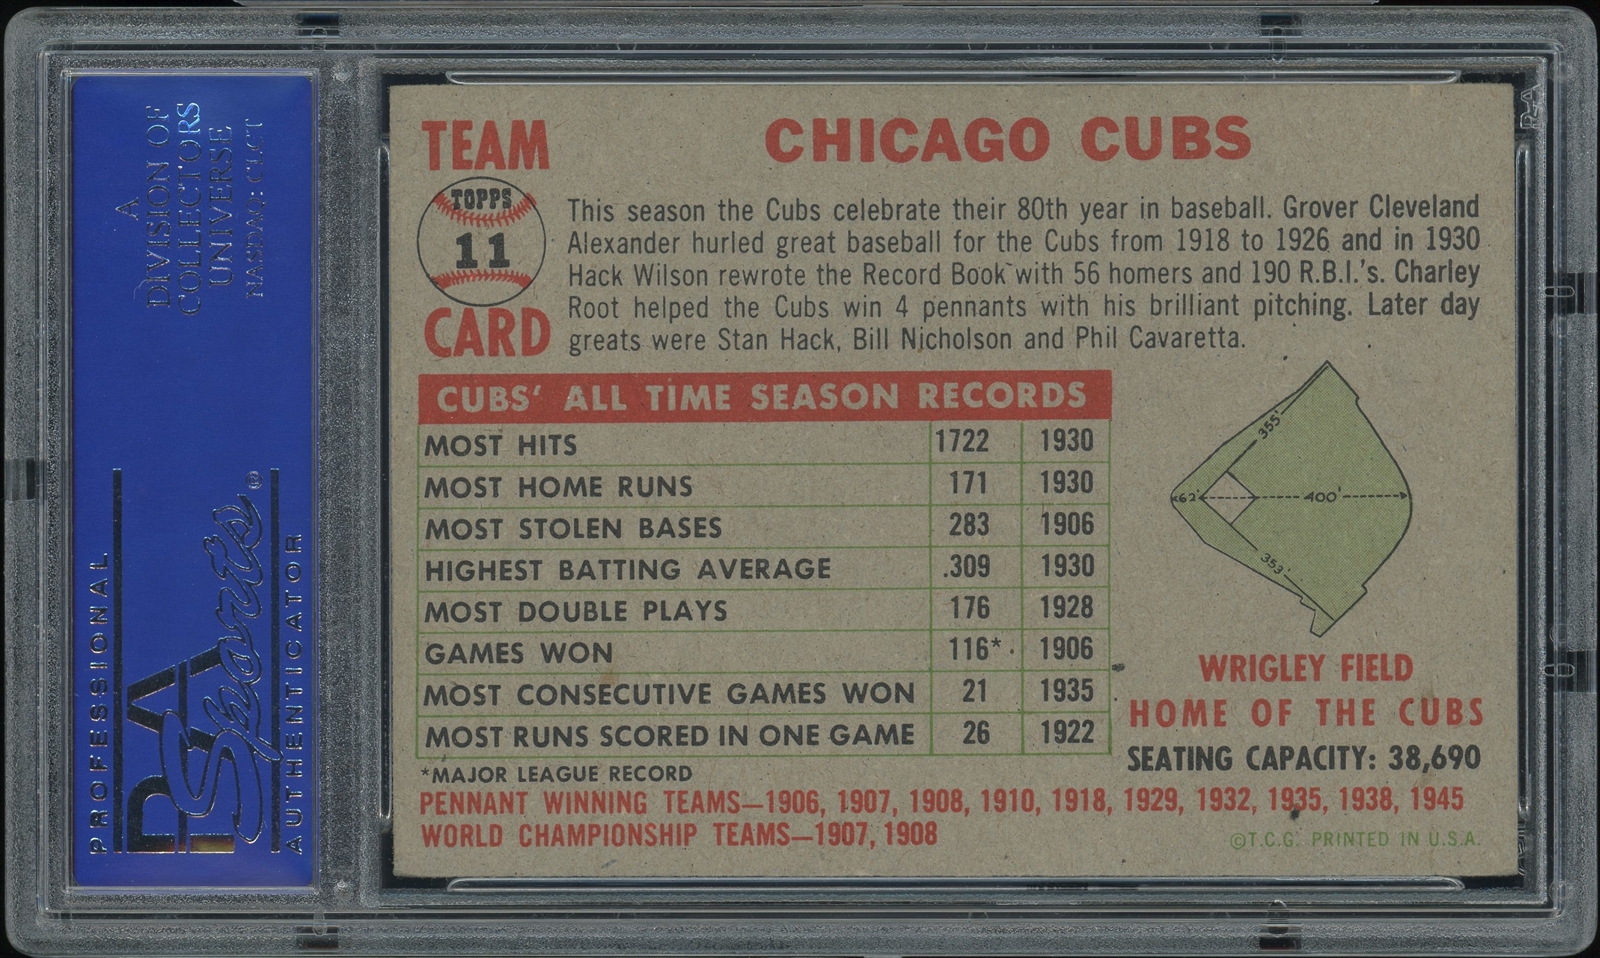 A
DIVISION OF
COLLECTORS
UNIVERSE
NASDAQ: CLCT
PROFESSIONAL
PSA
Sports®
AUTHENTICATOR
TEAM
TOPPS
11
CARD
CHICAGO CUBS
This season the Cubs celebrate their 80th year in baseball. Grover Cleveland
Alexander hurled great baseball for the Cubs from 1918 to 1926 and in 1930
Hack Wilson rewrote the Record Book with 56 homers and 190 R.B.I.'s. Charley
Root helped the Cubs win 4 pennants with his brilliant pitching. Later day
greats were Stan Hack, Bill Nicholson and Phil Cavaretta.
CUBS' ALL TIME SEASON RECORDS
MOST HITS 1722 1930
MOST HOME RUNS 171 1930
MOST STOLEN BASES 283 1906
HIGHEST BATTING AVERAGE .309 1930
MOST DOUBLE PLAYS 176 1928
GAMES WON 116* 1906
MOST CONSECUTIVE GAMES WON 21 1935
MOST RUNS SCORED IN ONE GAME 26 1922
*MAJOR LEAGUE RECORD
355'
62'
400'
353'
WRIGLEY FIELD
HOME OF THE CUBS
SEATING CAPACITY: 38,690
PENNANT WINNING TEAMS—1906, 1907, 1908, 1910, 1918, 1929, 1932, 1935, 1938, 1945
WORLD CHAMPIONSHIP TEAMS—1907, 1908
©T.C.G. PRINTED IN U.S.A.